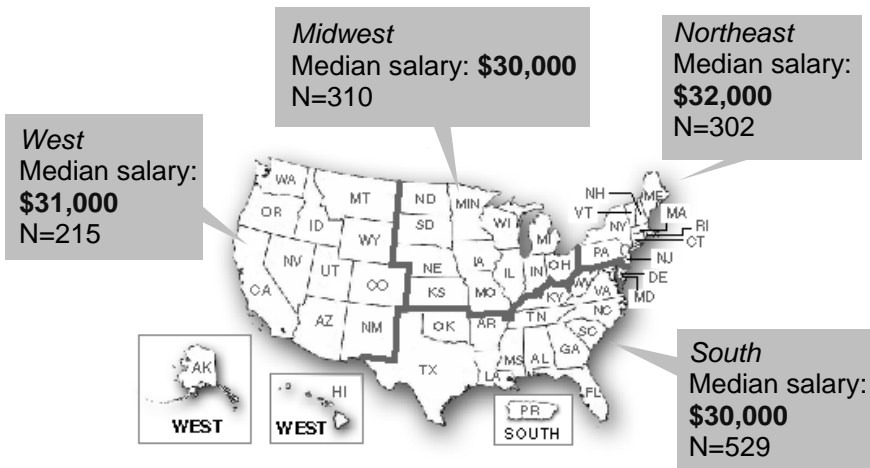 Midwest
Median salary: $30,000
N=310
Northeast
Median salary:
$32,000
N=302
West
Median salary:
$31,000
N=215
South
Median salary:
$30,000
N=529
WA
OR
CA
ID
NV
MT
WY
UT
CO
AZ
NM
ND
SD
NE
KS
MIN
IA
MO
WI
IL
MI
IN
OH
OK
TX
AR
LA
MS
AL
TN
KY
GA
FL
SC
NC
VA
WV
PA
NY
VT
NH
ME
MA
RI
CT
NJ
DE
MD
AK
WEST
HI
WEST
PR
SOUTH